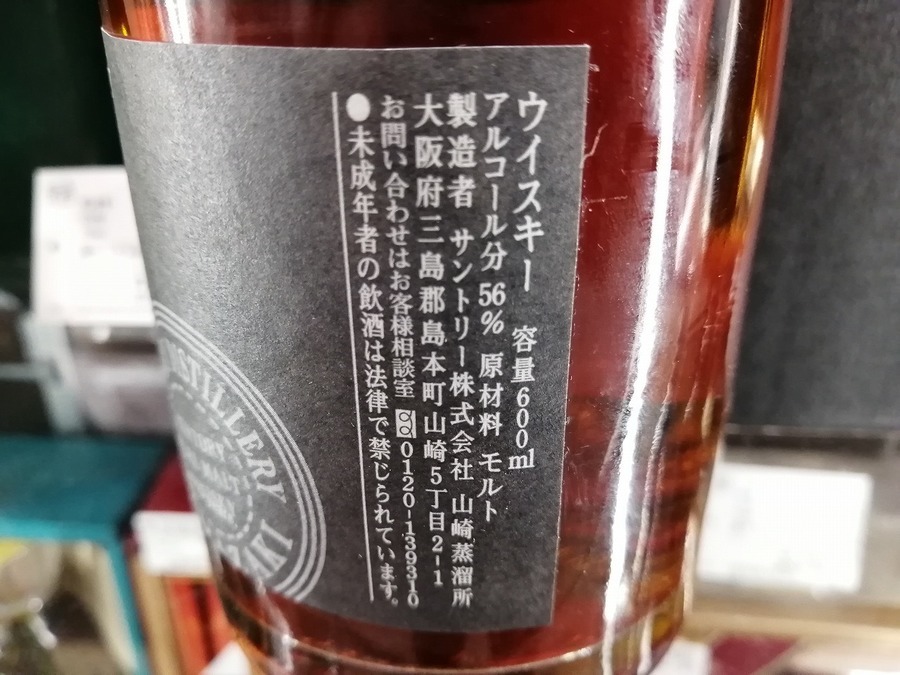 ウイスキー 容量600ml
アルコール分56% 原材料 モルト
製造者 サントリー株式会社 山崎蒸溜所
大阪府三島郡島本町山崎5丁目2-1
お問い合わせはお客様相談室 0120-139310
●未成年者の飲酒は法律で禁じられています。
STILLERY